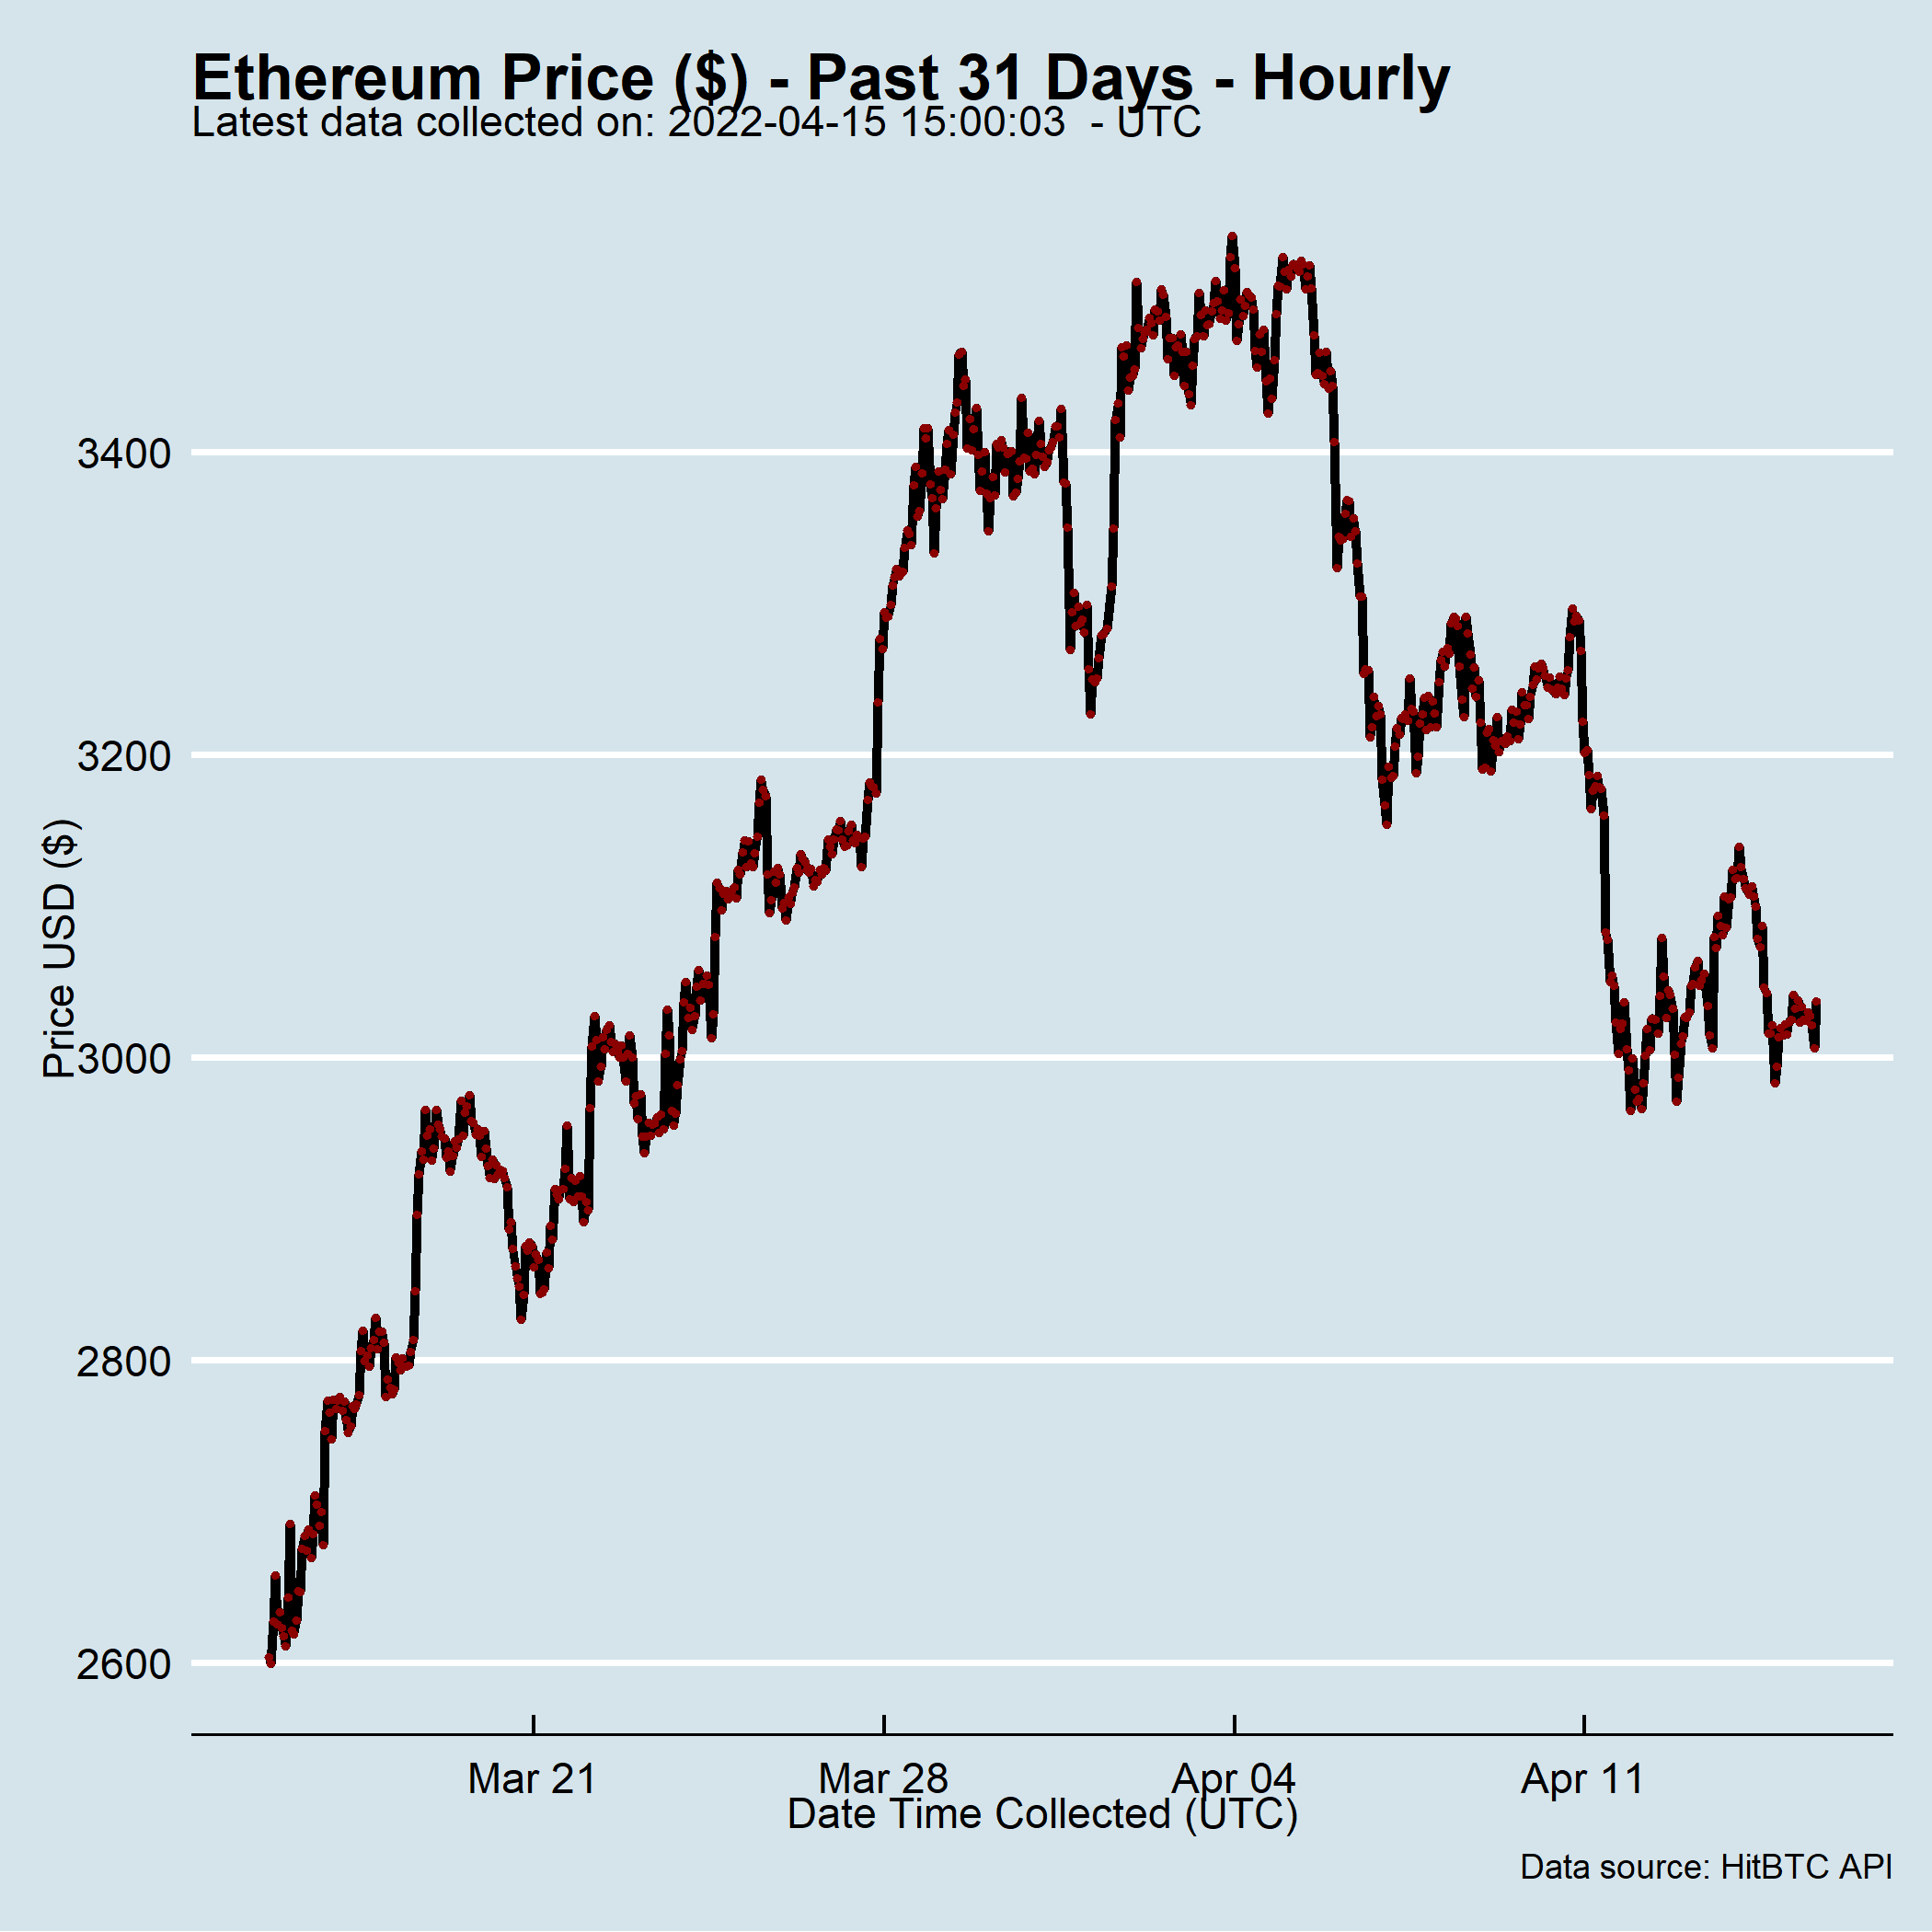 Ethereum Price ($) - Past 31 Days - Hourly
Latest data collected on: 2022-04-15 15:00:03  - UTC
Price USD ($)
3400
3200
3000
2800
2600
Mar 21
Mar 28
Apr 04
Apr 11
Date Time Collected (UTC)
Data source: HitBTC API